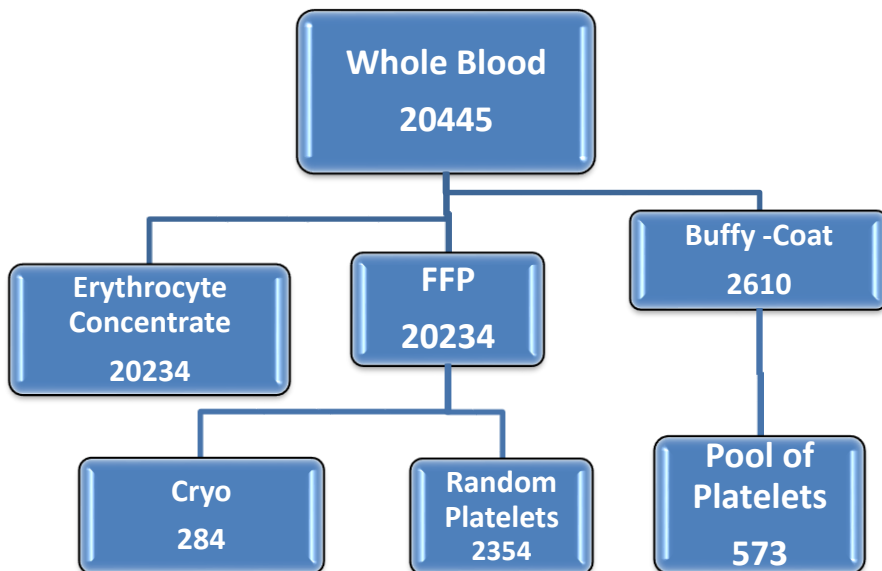 Whole Blood
20445
Erythrocyte
Concentrate
20234
FFP
20234
Buffy -Coat
2610
Cryo
284
Random
Platelets
2354
Pool of
Platelets
573